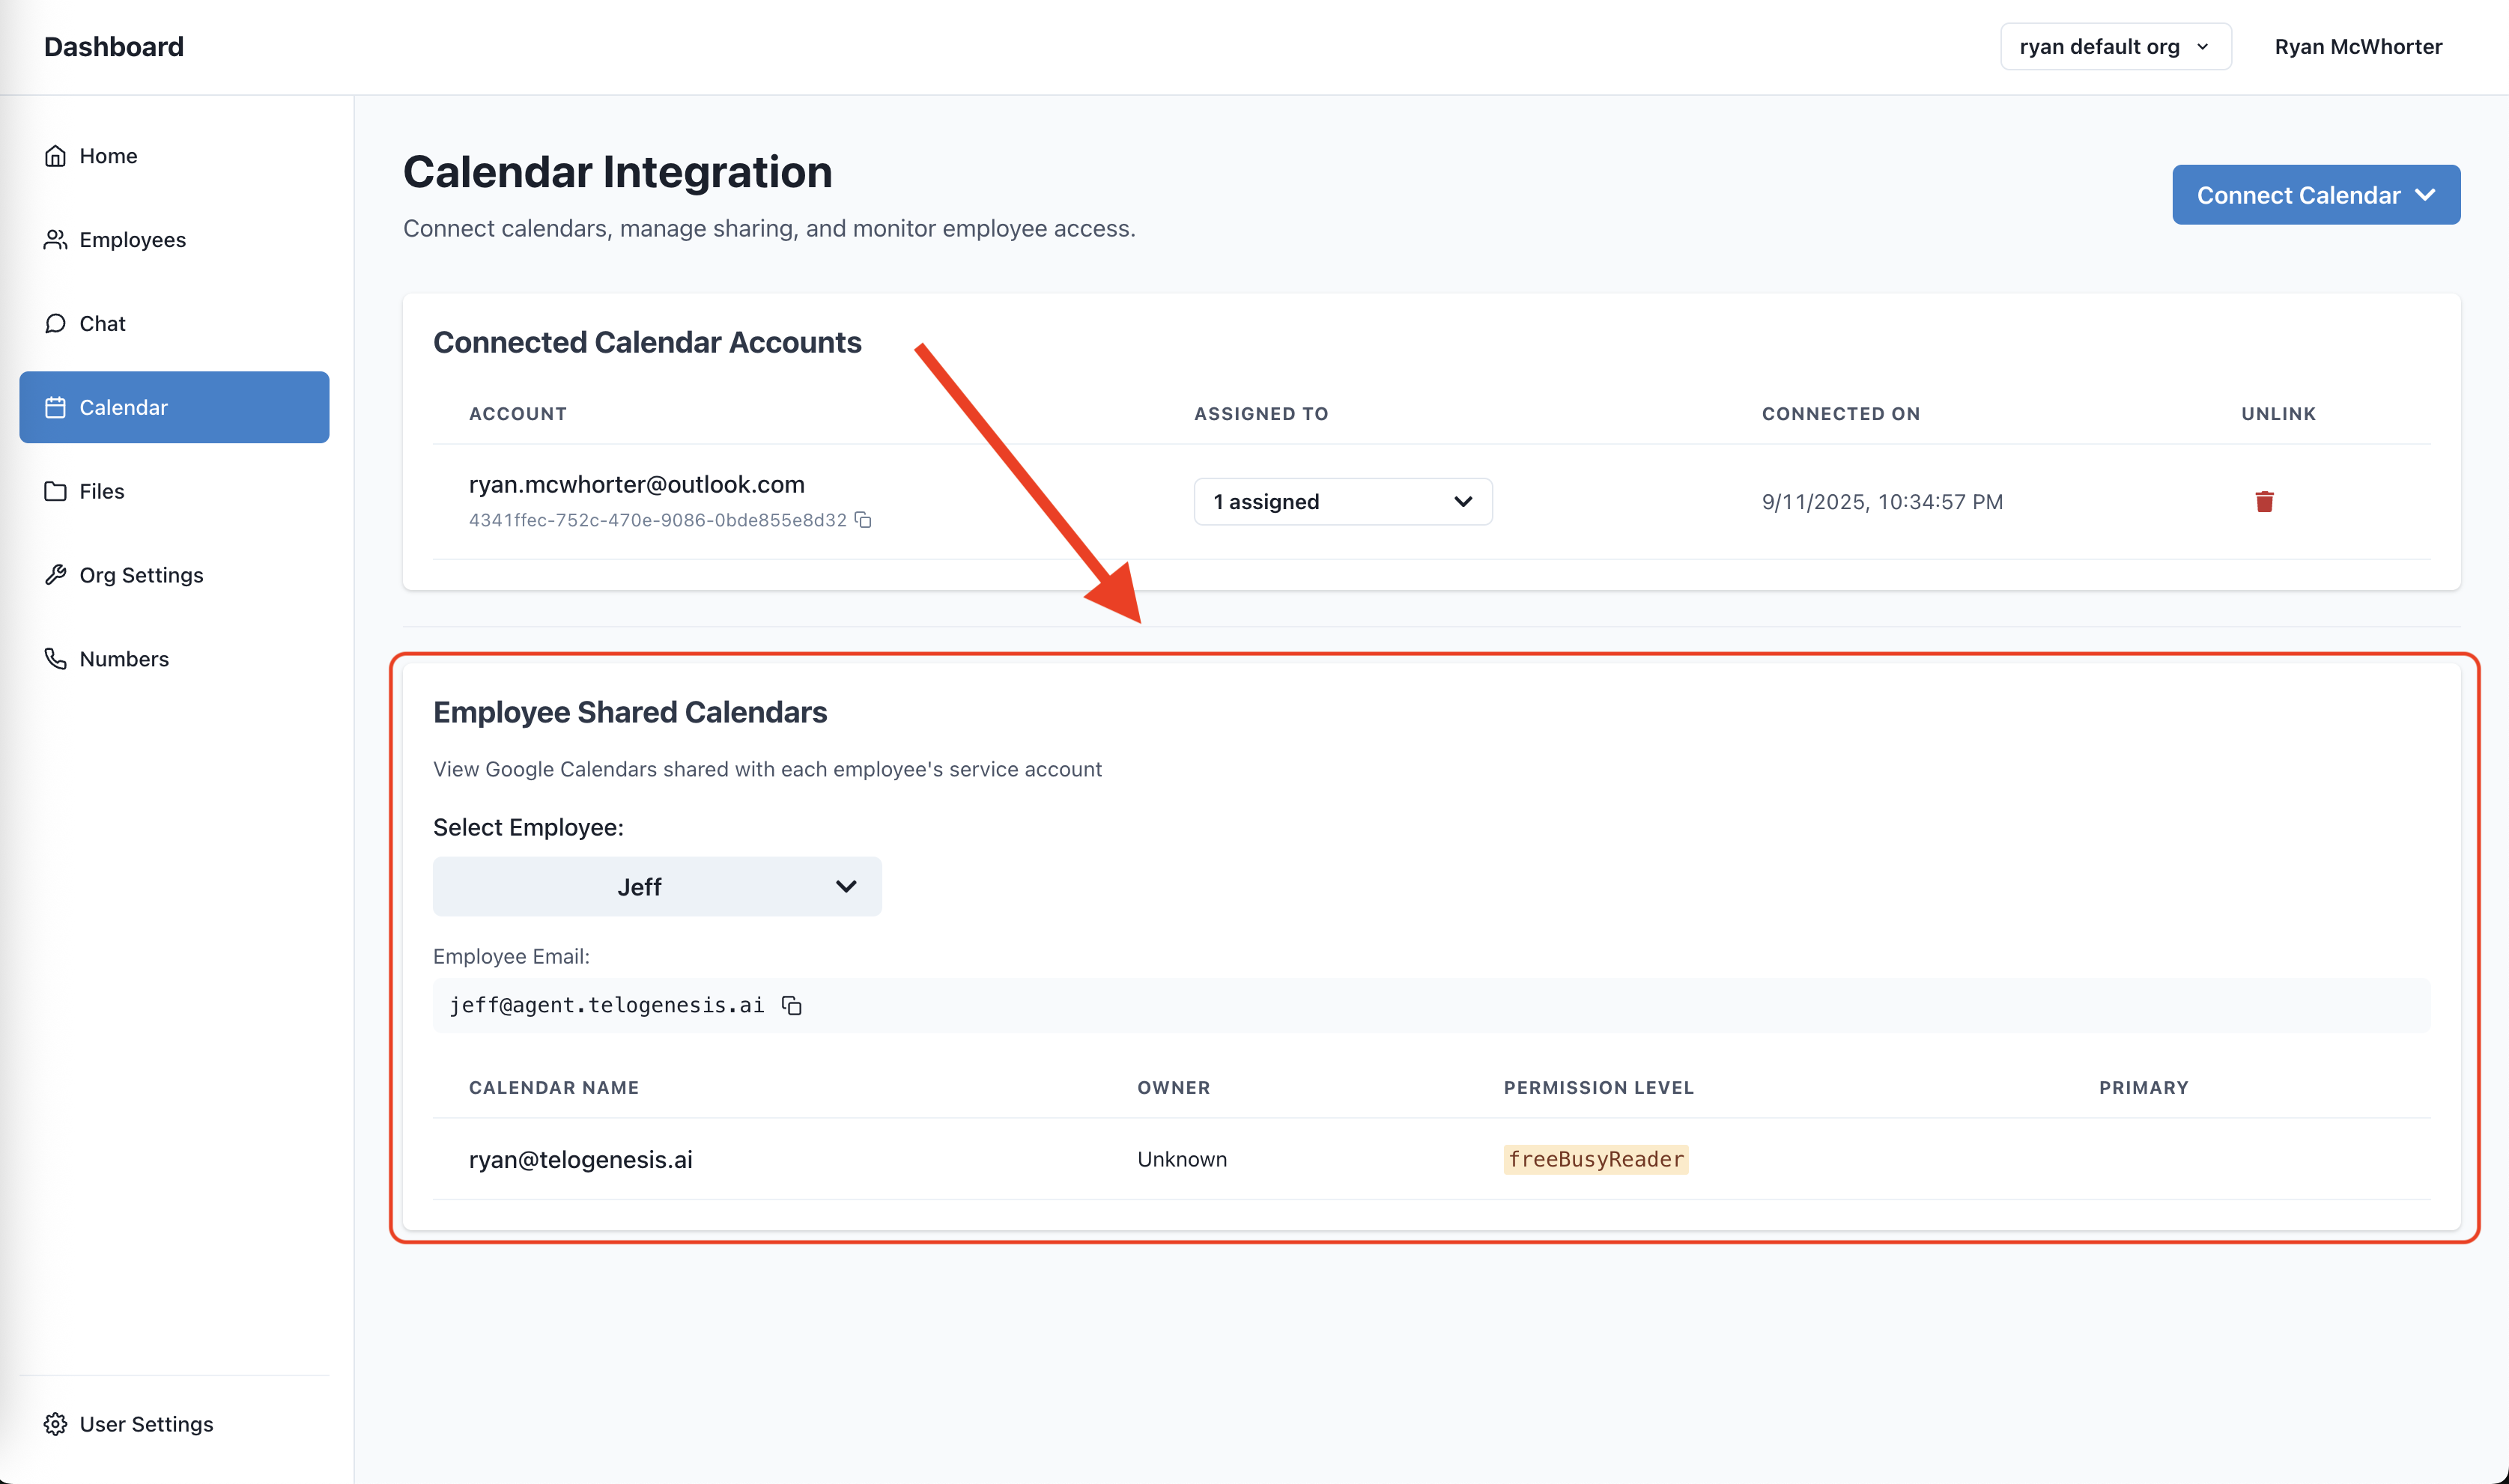 Dashboard
ryan default org
Ryan McWhorter
Home
Employees
Chat
Calendar
Files
Org Settings
Numbers
User Settings
Calendar Integration
Connect calendars, manage sharing, and monitor employee access.
Connect Calendar
Connected Calendar Accounts
ACCOUNT ASSIGNED TO CONNECTED ON UNLINK
ryan.mcwhorter@outlook.com
4341ffec-752c-470e-9086-0bde855e8d32
1 assigned
9/11/2025, 10:34:57 PM
Employee Shared Calendars
View Google Calendars shared with each employee's service account
Select Employee:
Jeff
Employee Email:
jeff@agent.telogenesis.ai
CALENDAR NAME OWNER PERMISSION LEVEL PRIMARY
ryan@telogenesis.ai Unknown freeBusyReader